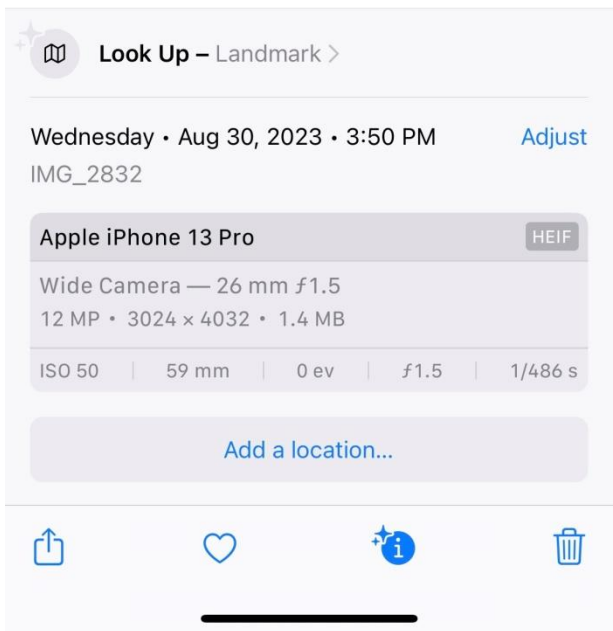 Look Up – Landmark >
Wednesday • Aug 30, 2023 • 3:50 PM Adjust
IMG_2832
Apple iPhone 13 Pro HEIF
Wide Camera — 26 mm ƒ1.5
12 MP • 3024 × 4032 • 1.4 MB
ISO 50 | 59 mm | 0 ev | ƒ1.5 | 1/486 s
Add a location...